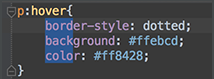 p:hover{
border-style: dotted;
background: #ffebcd;
color: #ff8428;
}